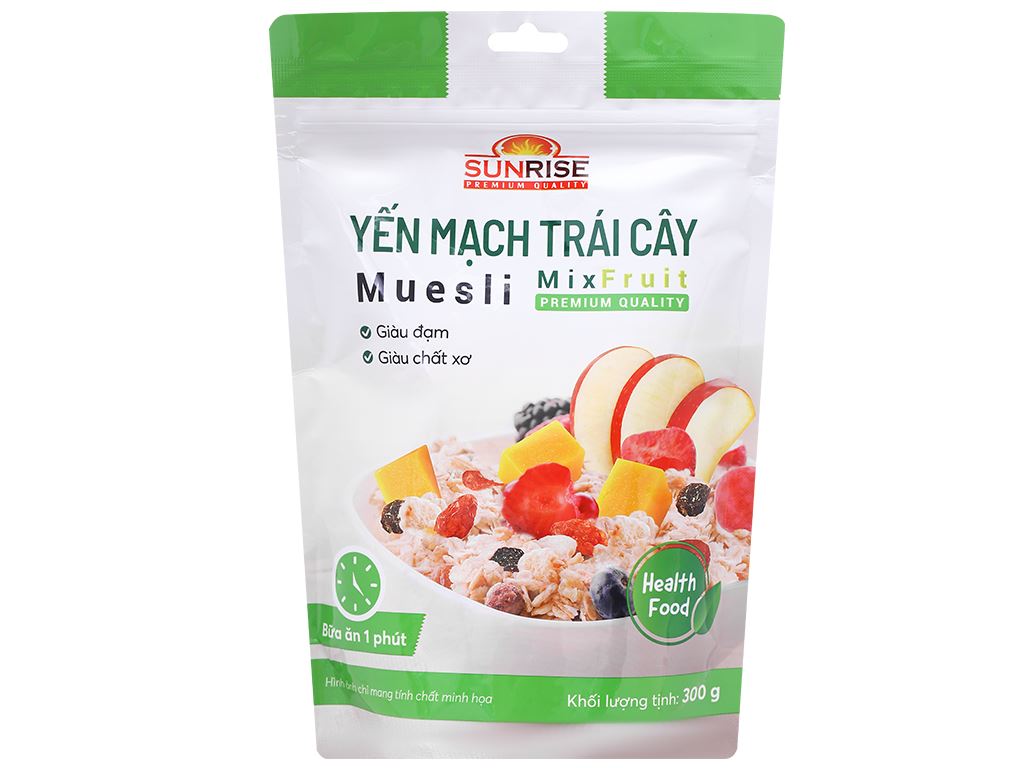 SUNRISE
PREMIUM QUALITY
YẾN MẠCH TRÁI CÂY
Muesli MixFruit
PREMIUM QUALITY
Giàu đạm
Giàu chất xơ
Health
Food
Bữa ăn 1 phút
Hình ảnh chỉ mang tính chất minh họa
Khối lượng tịnh: 300 g